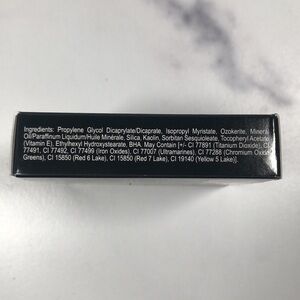 Ingredients: Propylene Glycol Dicaprylate/Dicaprate, Isopropyl Myristate, Ozokerite, Mineral
Oil/Paraffinum Liquidum/Huile Minérale, Silica, Kaolin, Sorbitan Sesquioleate, Tocopheryl Acetate
(Vitamin E), Ethylhexyl Hydroxystearate, BHA. May Contain [+/- CI 77891 (Titanium Dioxide), CI
77491, CI 77492, CI 77499 (Iron Oxides), CI 77007 (Ultramarines), CI 77288 (Chromium Oxide
Greens), CI 15850 (Red 6 Lake), CI 15850 (Red 7 Lake), CI 19140 (Yellow 5 Lake)].